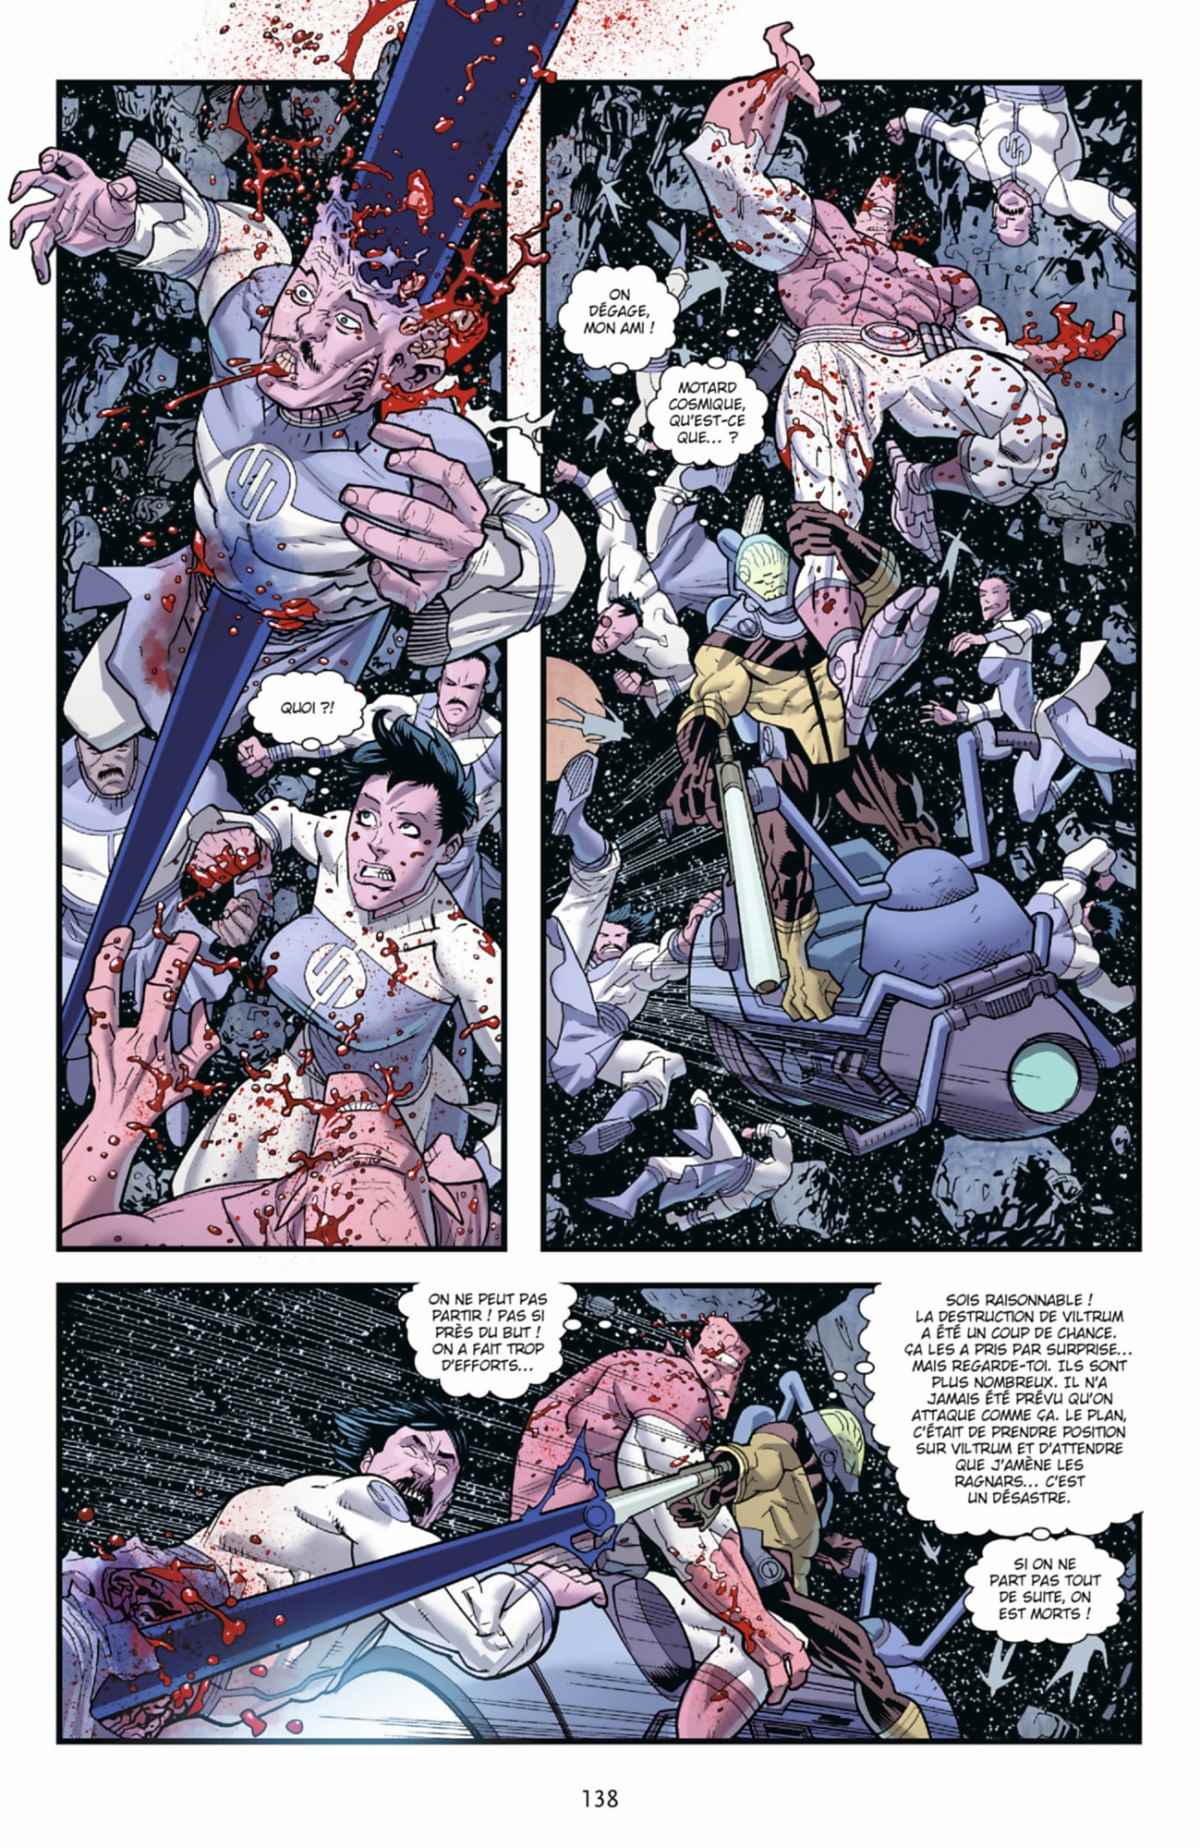 QUOI ?!
ON
DÉGAGE,
MON AMI !
MOTARD
COSMIQUE,
QU'EST-CE
QUE... ?
ON NE PEUT PAS
PARTIR ! PAS SI
PRÈS DU BUT !
ON A FAIT TROP
D'EFFORTS...
SOIS RAISONNABLE !
LA DESTRUCTION DE VILTRUM
A ÉTÉ UN COUP DE CHANCE.
ÇA LES A PRIS PAR SURPRISE...
MAIS REGARDE-TOI. ILS SONT
PLUS NOMBREUX. IL N'A
JAMAIS ÉTÉ PRÉVU QU'ON
ATTAQUE COMME ÇA. LE PLAN,
C'ÉTAIT DE PRENDRE POSITION
SUR VILTRUM ET D'ATTENDRE
QUE J'AMÈNE LES
RAGNARS... C'EST
UN DÉSASTRE.
SI ON NE
PART PAS TOUT
DE SUITE, ON
EST MORTS !
138